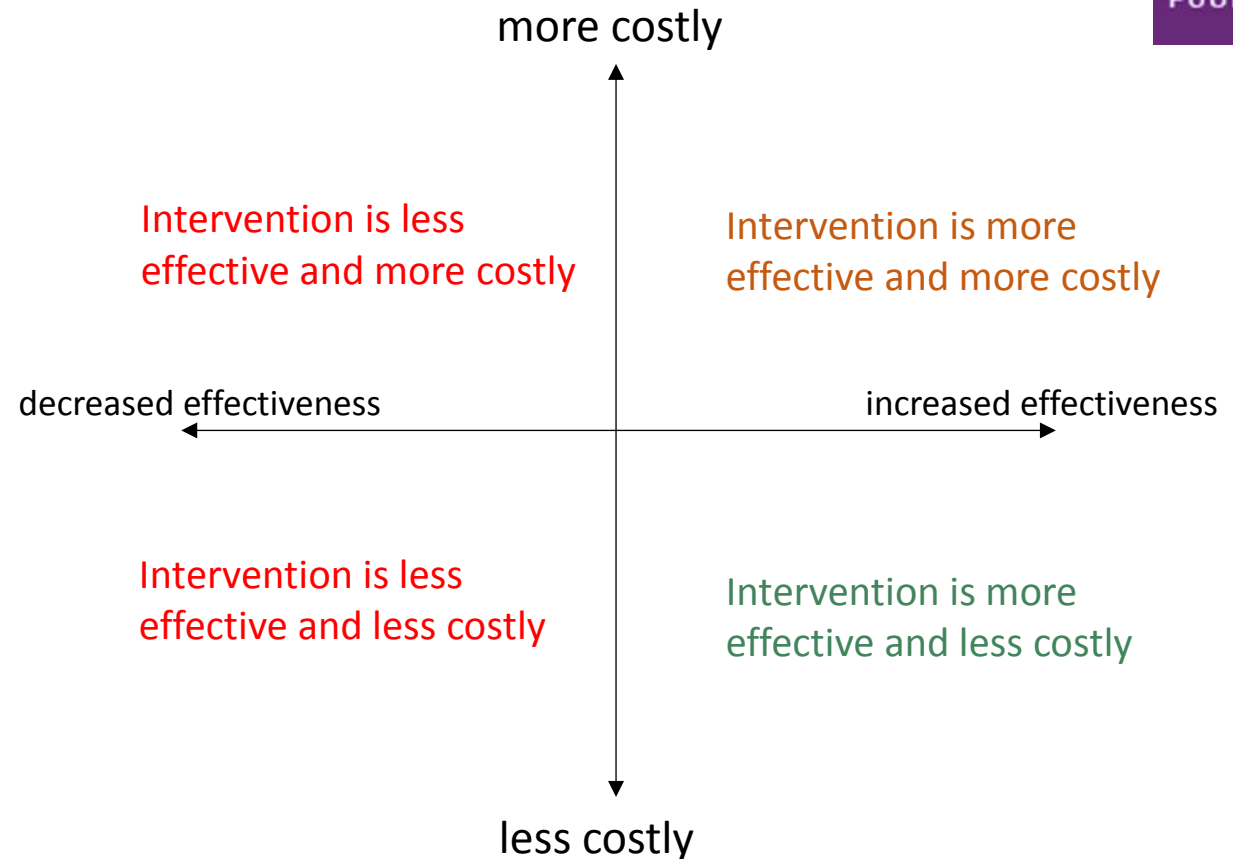 more costly
Intervention is less
effective and more costly
Intervention is more
effective and more costly
decreased effectiveness
increased effectiveness
Intervention is less
effective and less costly
Intervention is more
effective and less costly
less costly